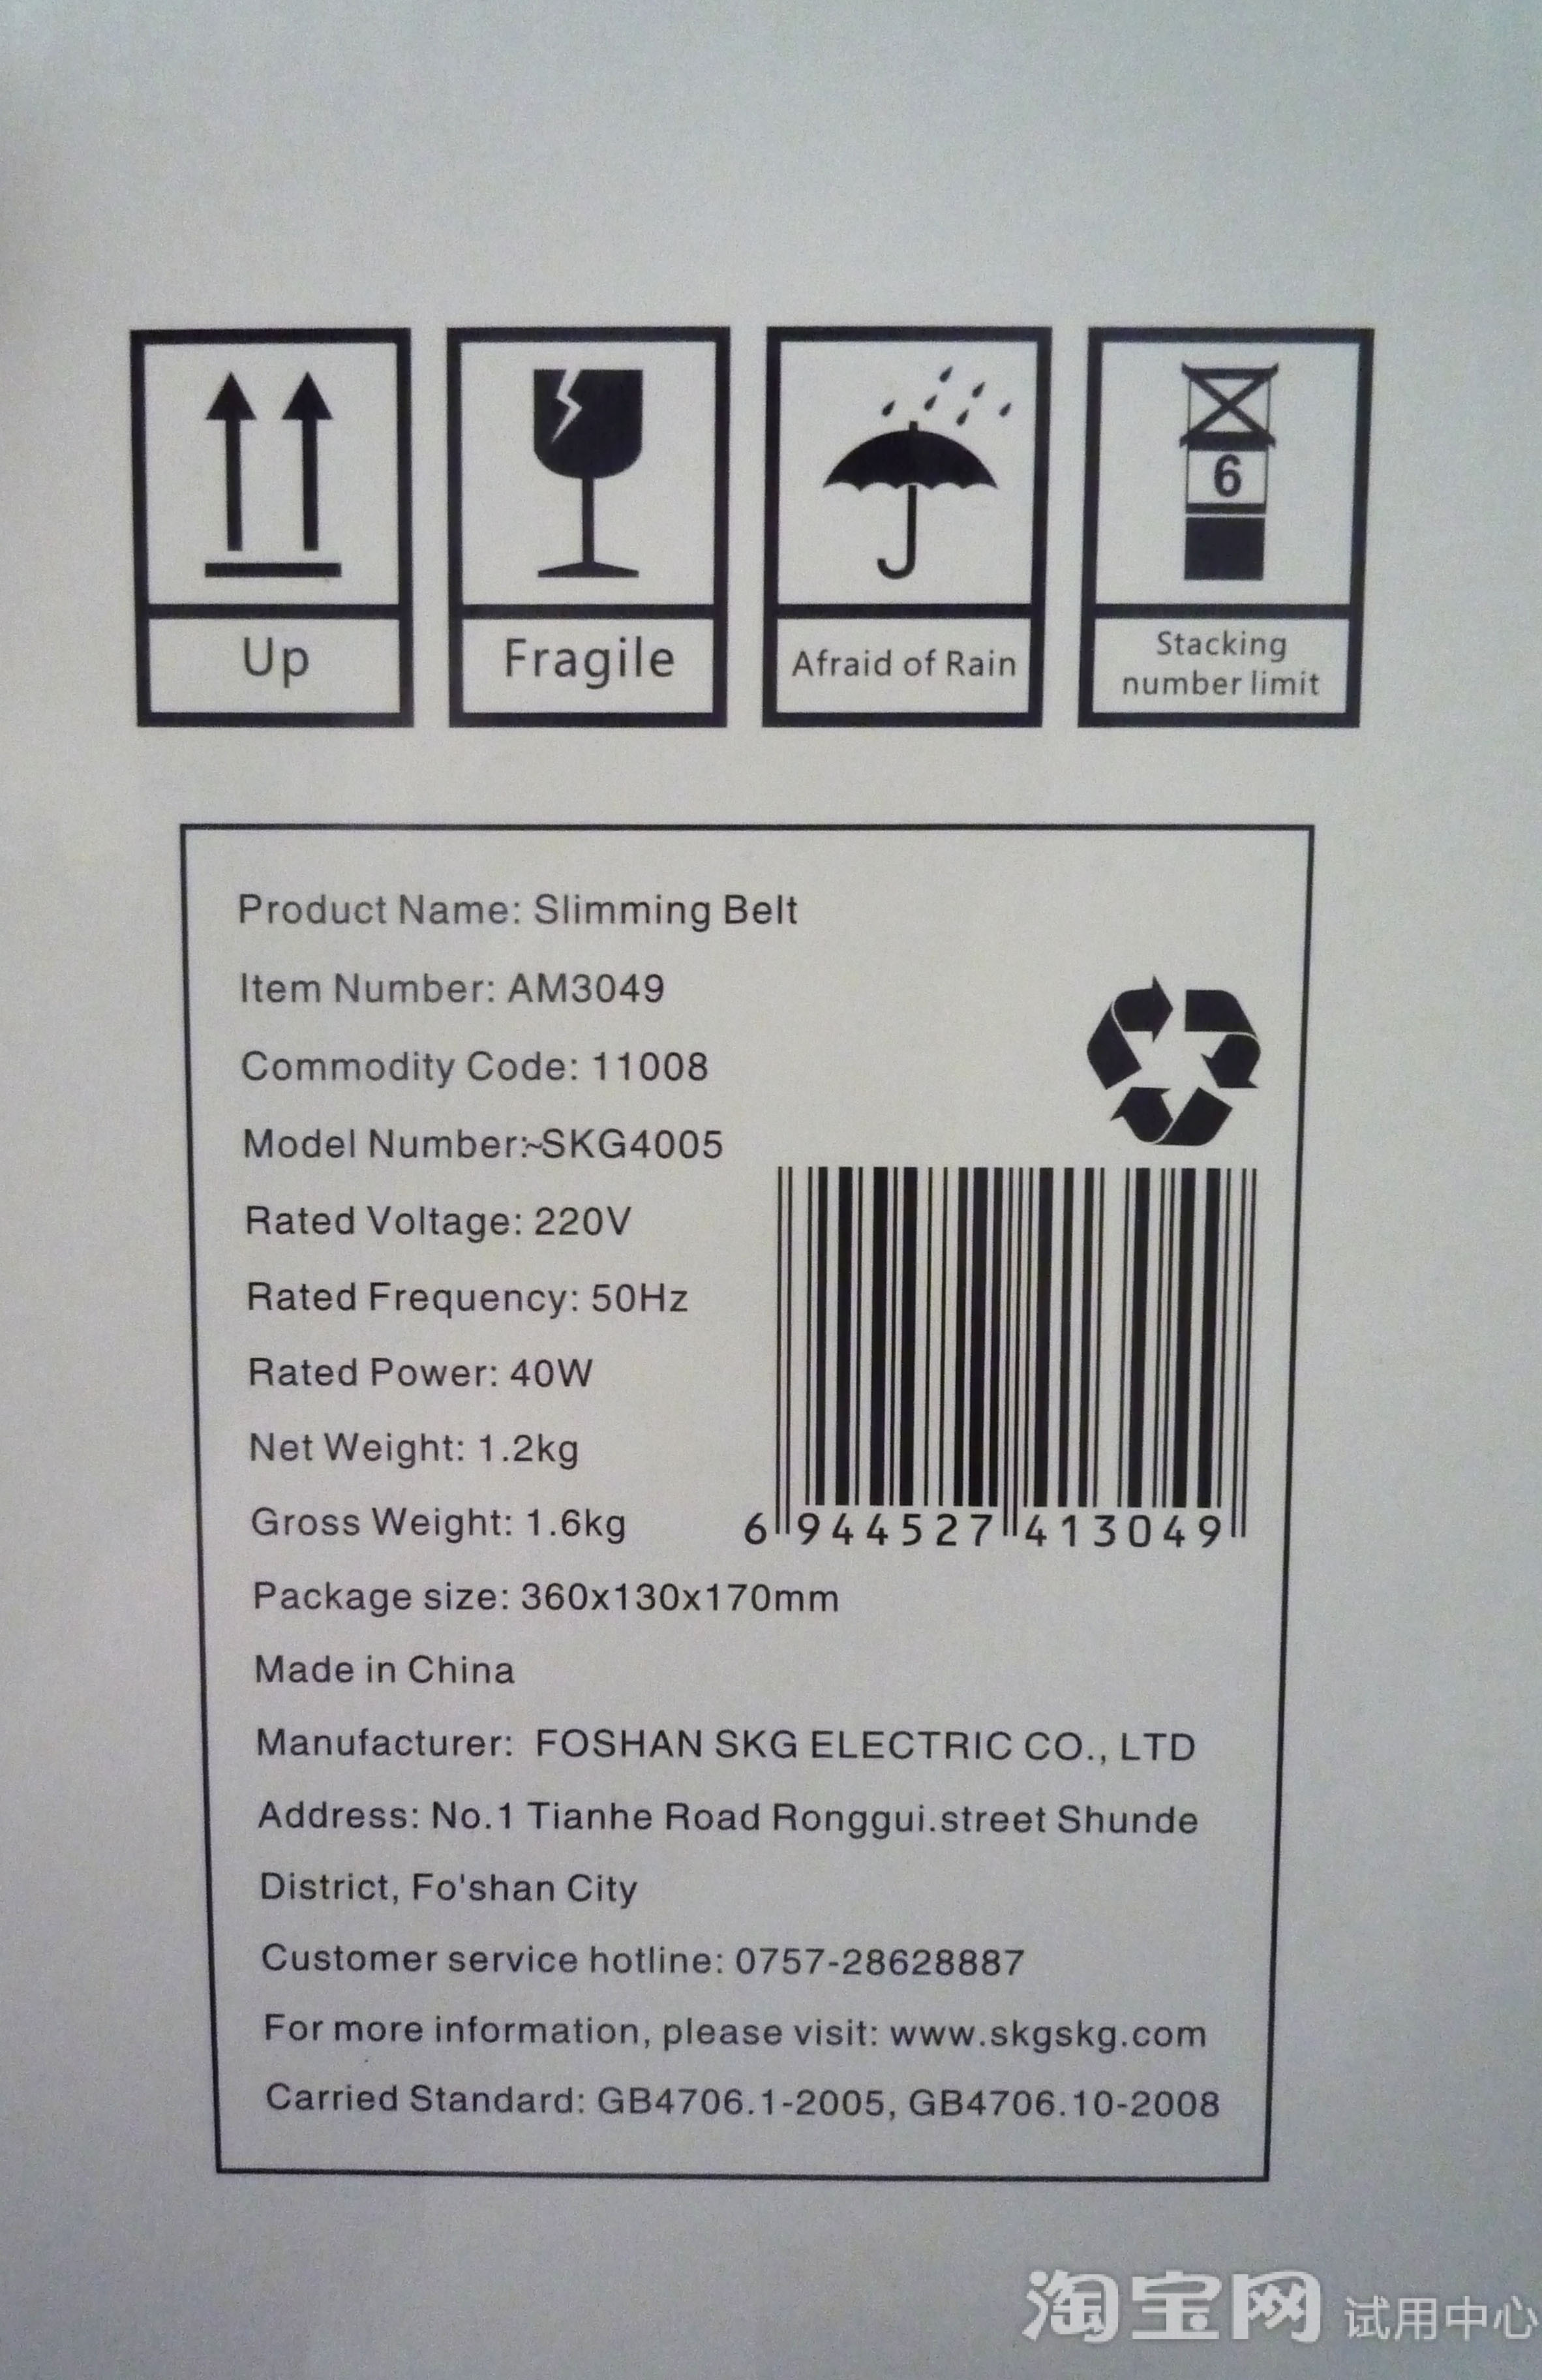 6
Up
Fragile
Afraid of Rain
Stacking
number limit
Product Name: Slimming Belt
Item Number: AM3049
Commodity Code: 11008
Model Number:~SKG4005
Rated Voltage: 220V
Rated Frequency: 50Hz
Rated Power: 40W
Net Weight: 1.2kg
Gross Weight: 1.6kg
6 944527 413049
Package size: 360x130x170mm
Made in China
Manufacturer: FOSHAN SKG ELECTRIC CO., LTD
Address: No.1 Tianhe Road Ronggui.street Shunde
District, Fo'shan City
Customer service hotline: 0757-28628887
For more information, please visit: www.skgskg.com
Carried Standard: GB4706.1-2005, GB4706.10-2008
淘宝网 试用中心